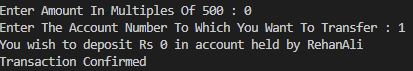 Enter Amount In Multiples Of 500 : 0
Enter The Account Number To Which You Want To Transfer : 1
You wish to deposit Rs 0 in account held by RehanAli
Transaction Confirmed